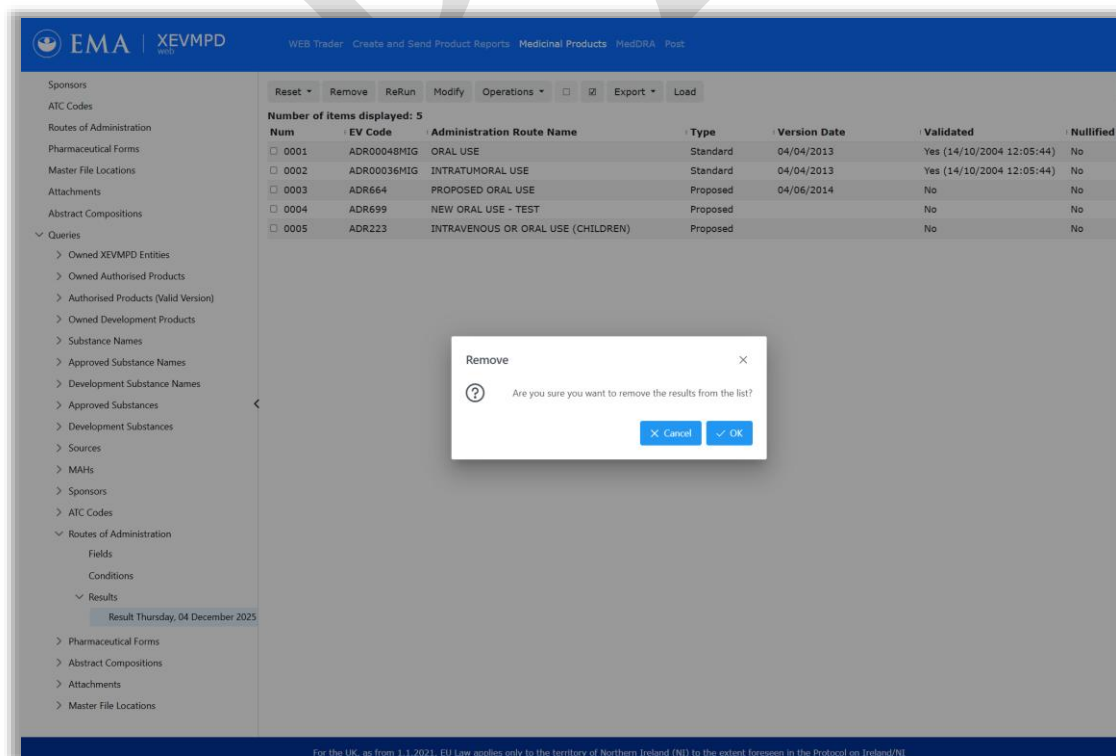 EMA | XEVMPD
web
WEB Trader Create and Send Product Reports Medicinal Products MedDRA Post
Sponsors
ATC Codes
Routes of Administration
Pharmaceutical Forms
Master File Locations
Attachments
Abstract Compositions
Queries
Owned XEVMPD Entities
Owned Authorised Products
Authorised Products (Valid Version)
Owned Development Products
Substance Names
Approved Substance Names
Development Substance Names
Approved Substances
Development Substances
Sources
MAHs
Sponsors
ATC Codes
Routes of Administration
Fields
Conditions
Results
Result Thursday, 04 December 2025
Pharmaceutical Forms
Abstract Compositions
Attachments
Master File Locations
Reset Remove ReRun Modify Operations Export Load
Number of items displayed: 5
Num EV Code Administration Route Name Type Version Date Validated Nullified
0001 ADR00048MIG ORAL USE Standard 04/04/2013 Yes (14/10/2004 12:05:44) No
0002 ADR00036MIG INTRATUMORAL USE Standard 04/04/2013 Yes (14/10/2004 12:05:44) No
0003 ADR664 PROPOSED ORAL USE Proposed 04/06/2014 No No
0004 ADR699 NEW ORAL USE - TEST Proposed No No
0005 ADR223 INTRAVENOUS OR ORAL USE (CHILDREN) Proposed No No
Remove
Are you sure you want to remove the results from the list?
Cancel OK
For the UK, as from 1.1.2021, EU Law applies only to the territory of Northern Ireland (NI) to the extent foreseen in the Protocol on Ireland/NI